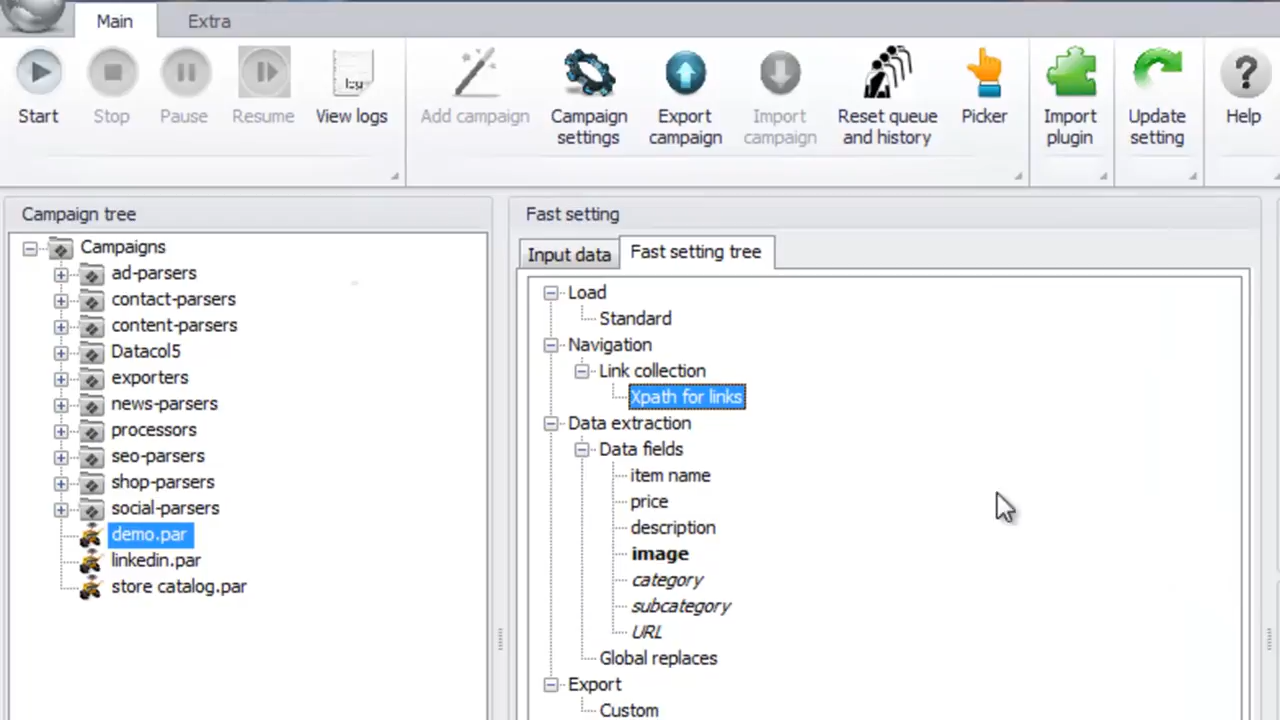 Main
Extra
Start
Stop
Pause
Resume
log
View logs
Add campaign
Campaign
settings
Export
campaign
Import
campaign
Reset queue
and history
Picker
Import
plugin
Update
setting
?
Help
Campaign tree
Campaigns
ad-parsers
contact-parsers
content-parsers
Datacol5
exporters
news-parsers
processors
seo-parsers
shop-parsers
social-parsers
demo.par
linkedin.par
store catalog.par
Fast setting
Input data
Fast setting tree
Load
Standard
Navigation
Link collection
Xpath for links
Data extraction
Data fields
item name
price
description
image
category
subcategory
URL
Global replaces
Export
Custom